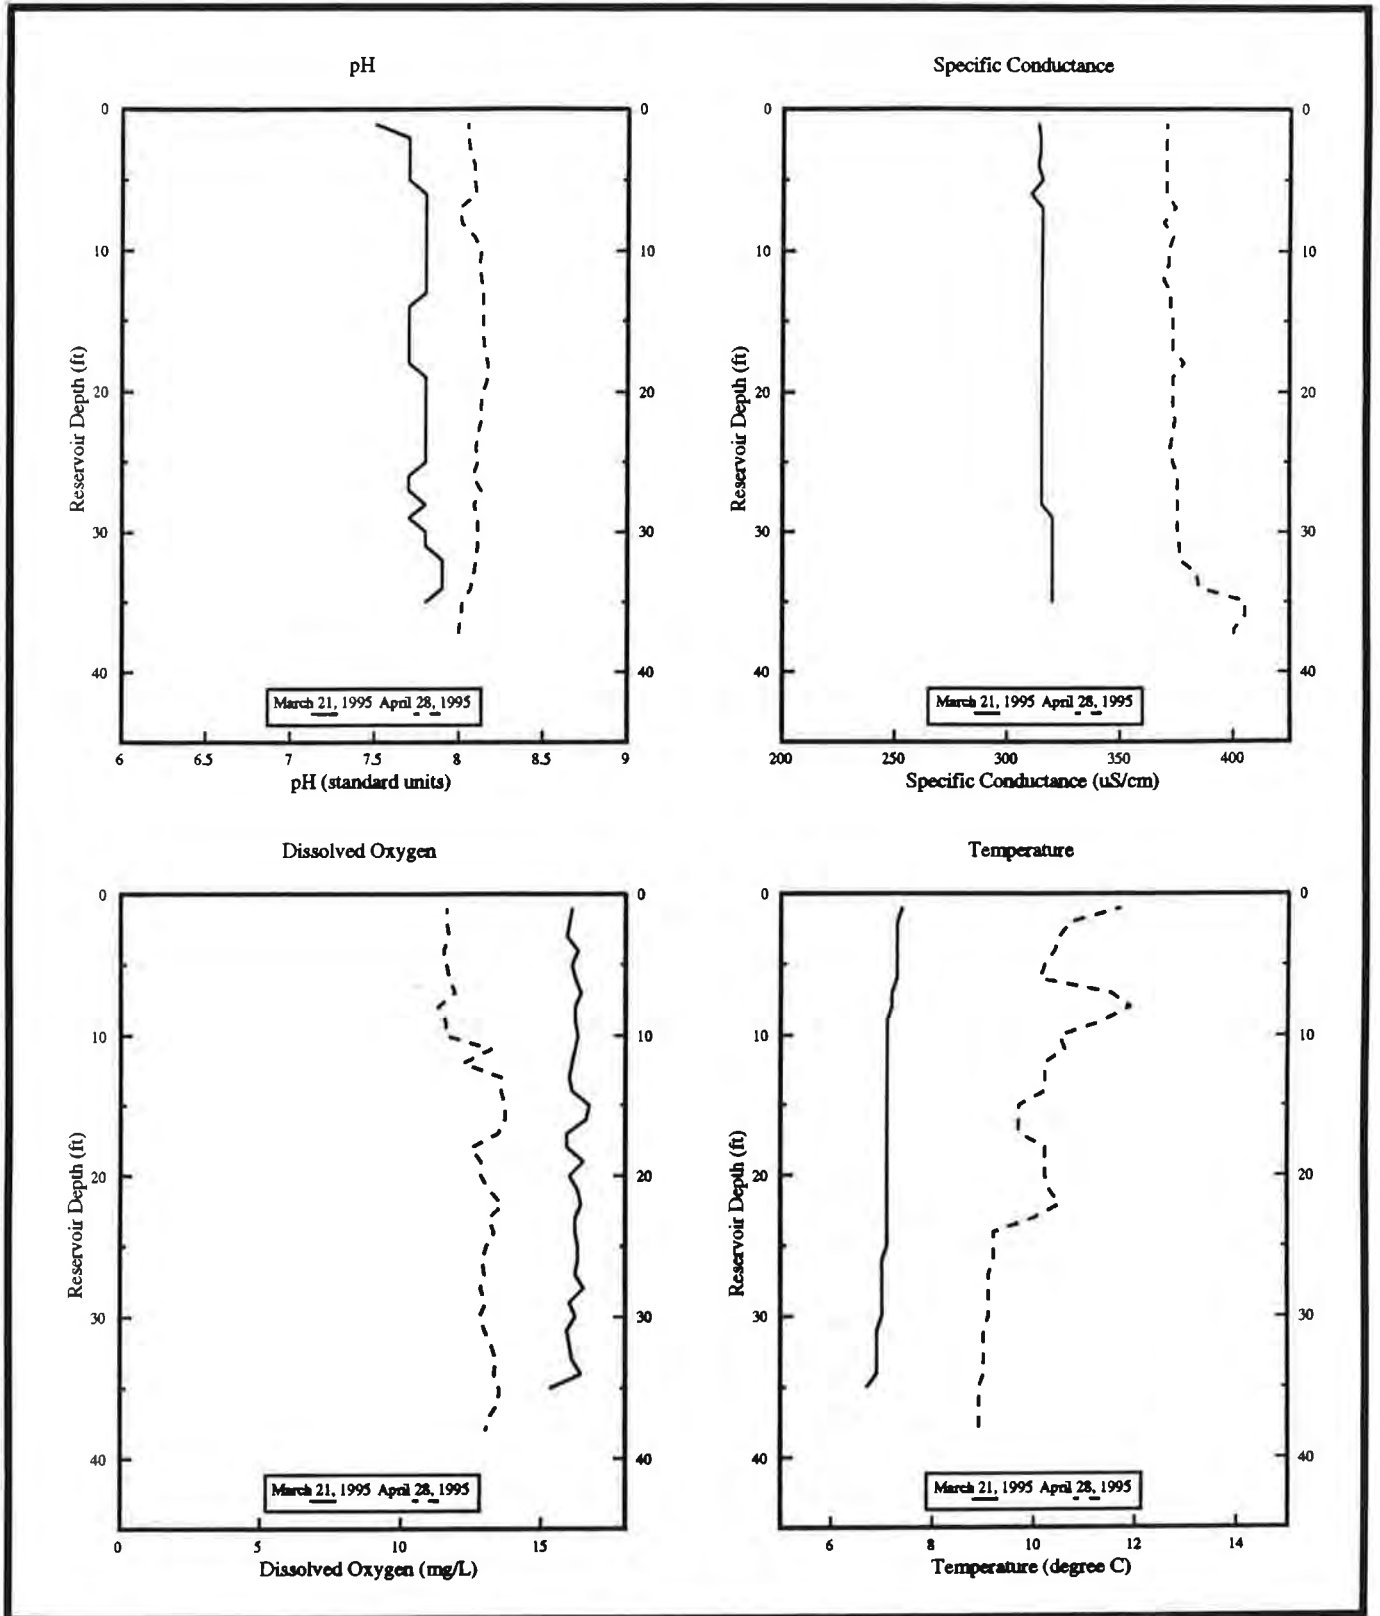 pH
Specific Conductance
0
0
0
0
10
10
10
10
20
20
20
20
30
30
30
30
40
40
40
40
Reservoir Depth (ft)
Reservoir Depth (ft)
March 21, 1995 April 28, 1995
March 21, 1995 April 28, 1995
6 6.5 7 7.5 8 8.5 9
200 250 300 350 400
pH (standard units)
Specific Conductance (uS/cm)
Dissolved Oxygen
Temperature
0
0
0
0
10
10
10
10
20
20
20
20
30
30
30
30
40
40
40
40
Reservoir Depth (ft)
Reservoir Depth (ft)
March 21, 1995 April 28, 1995
March 21, 1995 April 28, 1995
0 5 10 15
6 8 10 12 14
Dissolved Oxygen (mg/L)
Temperature (degree C)